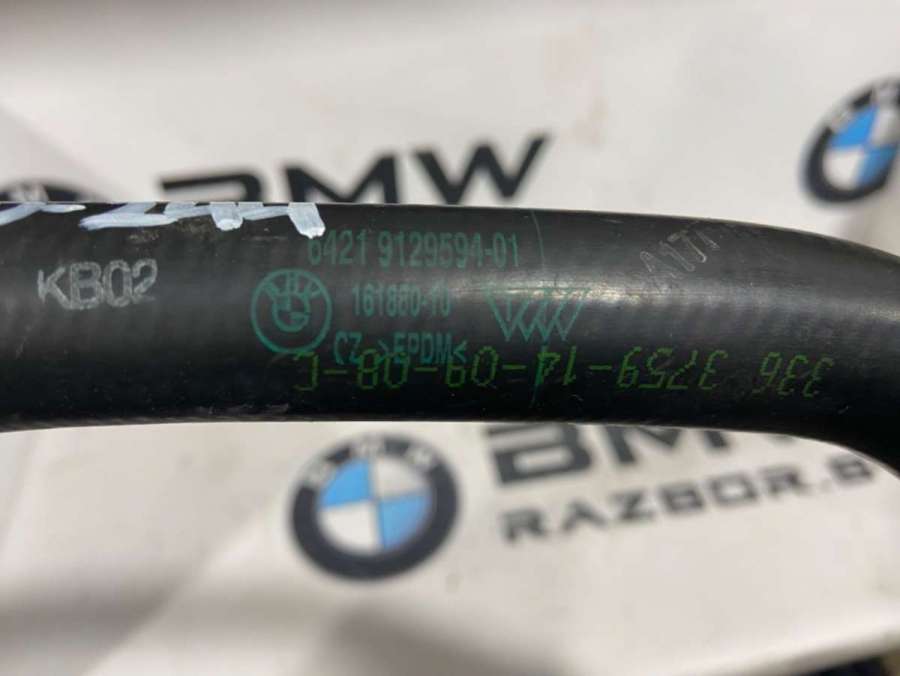 BMW
6421 9129594-01
KB02
161880-10
CZ >EPDM<
336 3759-14-09-08-C
BMW
RAZBOR.B